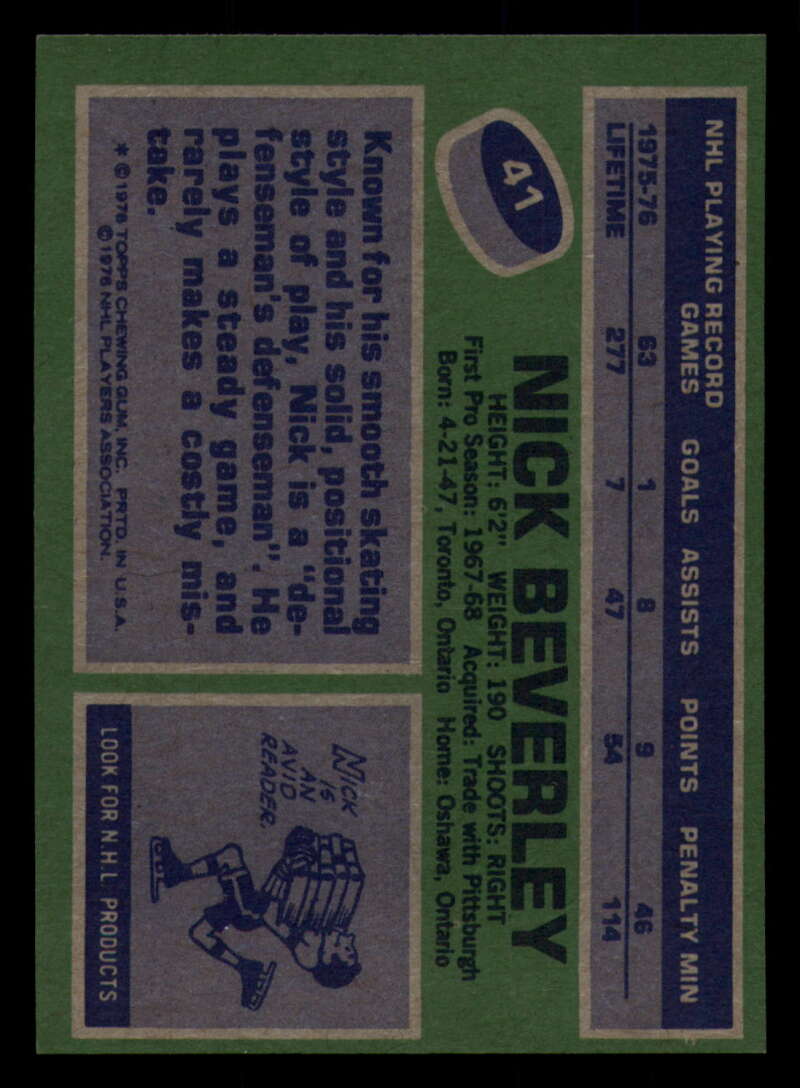 NHL PLAYING RECORD
GAMES GOALS ASSISTS POINTS PENALTY MIN
1975-76 63 1 8 9 46
LIFETIME 277 7 47 54 114
41
NICK BEVERLEY
HEIGHT: 6'2" WEIGHT: 190 SHOOTS: RIGHT
First Pro Season: 1967-68 Acquired: Trade with Pittsburgh
Born: 4-21-47, Toronto, Ontario Home: Oshawa, Ontario
Known for his smooth skating
style and his solid, positional
style of play, Nick is a "de-
fenseman's defenseman". He
plays a steady game, and
rarely makes a costly mis-
take.
* © 1976 TOPPS CHEWING GUM, INC. PRTD. IN U.S.A.
© 1976 NHL PLAYERS ASSOCIATION.
NICK
IS
AN
AVID
READER.
LOOK FOR N.H.L. PRODUCTS